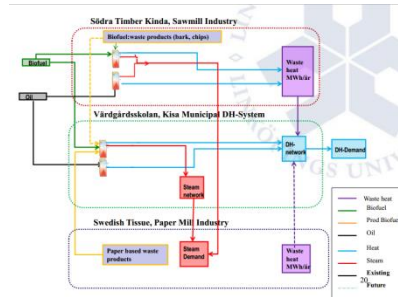 Södra Timber Kinda, Sawmill Industry
Biofuel:waste products (bark, chips)
Biofuel
Waste
heat
MWh/år
Oil
Värdgårdsskolan, Kisa Municipal DH-System
DH-
network
DH-Demand
Steam
network
Swedish Tissue, Paper Mill Industry
Paper based waste
products
Steam
Demand
Waste
heat
MWh/år
Waste heat
Biofuel
Prod Biofuel
Oil
Heat
Steam
Existing
Future
20